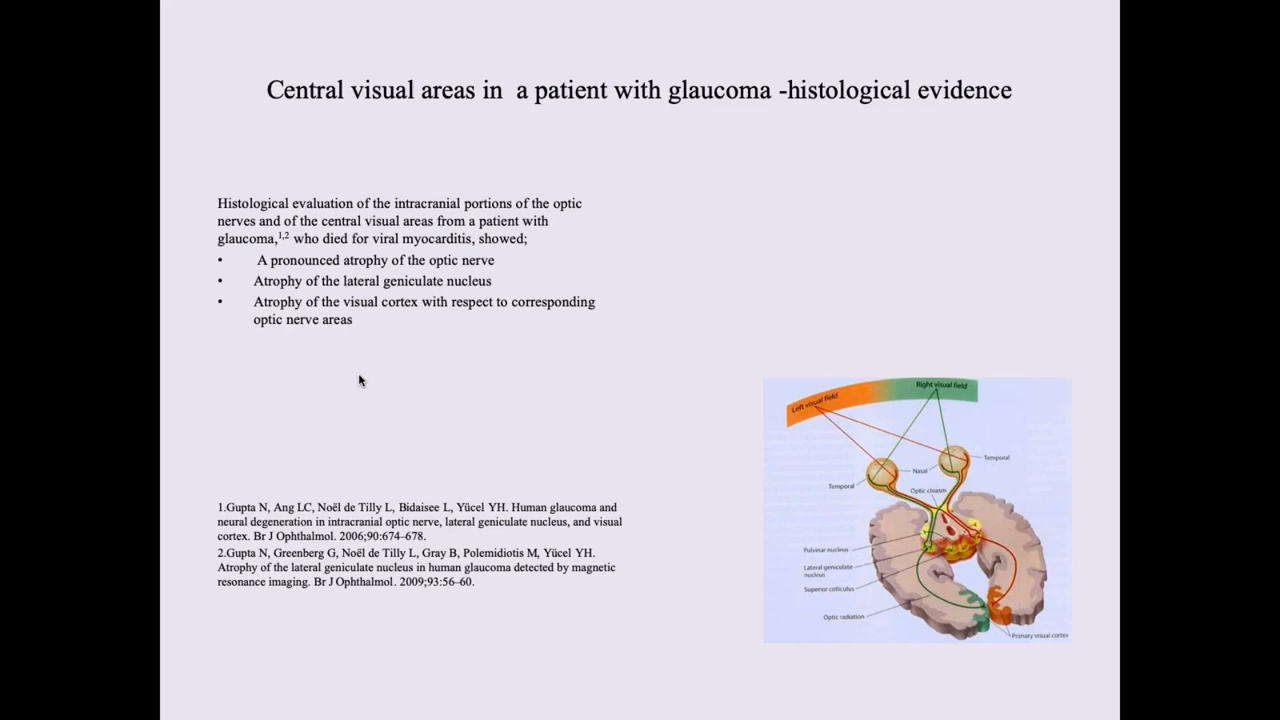 Central visual areas in a patient with glaucoma -histological evidence
Histological evaluation of the intracranial portions of the optic
nerves and of the central visual areas from a patient with
glaucoma,1,2 who died for viral myocarditis, showed;
• A pronounced atrophy of the optic nerve
• Atrophy of the lateral geniculate nucleus
• Atrophy of the visual cortex with respect to corresponding
optic nerve areas
1.Gupta N, Ang LC, Noël de Tilly L, Bidaisee L, Yücel YH. Human glaucoma and
neural degeneration in intracranial optic nerve, lateral geniculate nucleus, and visual
cortex. Br J Ophthalmol. 2006;90:674–678.
2.Gupta N, Greenberg G, Noël de Tilly L, Gray B, Polemidiotis M, Yücel YH.
Atrophy of the lateral geniculate nucleus in human glaucoma detected by magnetic
resonance imaging. Br J Ophthalmol. 2009;93:56–60.
Left visual field
Right visual field
Temporal
Nasal
Temporal
Optic chiasm
Pulvinar nucleus
Lateral geniculate
nucleus
Superior colliculus
Optic radiation
Primary visual cortex